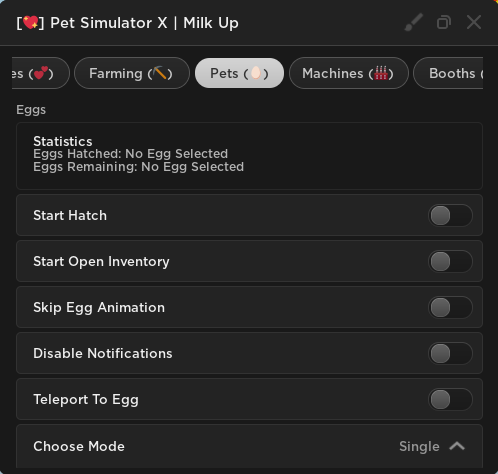 [💖] Pet Simulator X | Milk Up
es (💕)
Farming (⛏️)
Pets (🥚)
Machines (🏭)
Booths (
Eggs
Statistics
Eggs Hatched: No Egg Selected
Eggs Remaining: No Egg Selected
Start Hatch
Start Open Inventory
Skip Egg Animation
Disable Notifications
Teleport To Egg
Choose Mode
Single